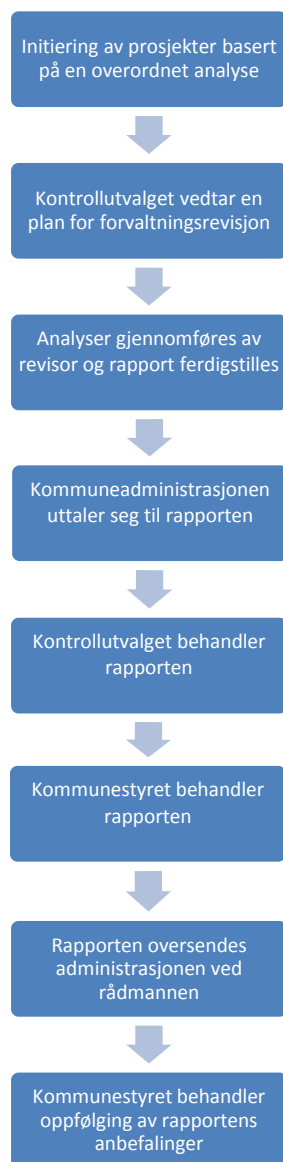 Initiering av prosjekter basert
på en overordnet analyse
Kontrollutvalget vedtar en
plan for forvaltningsrevisjon
Analyser gjennomføres av
revisor og rapport ferdigstilles
Kommuneadministrasjonen
uttaler seg til rapporten
Kontrollutvalget behandler
rapporten
Kommunestyret behandler
rapporten
Rapporten oversendes
administrasjonen ved
rådmannen
Kommunestyret behandler
oppfølging av rapportens
anbefalinger